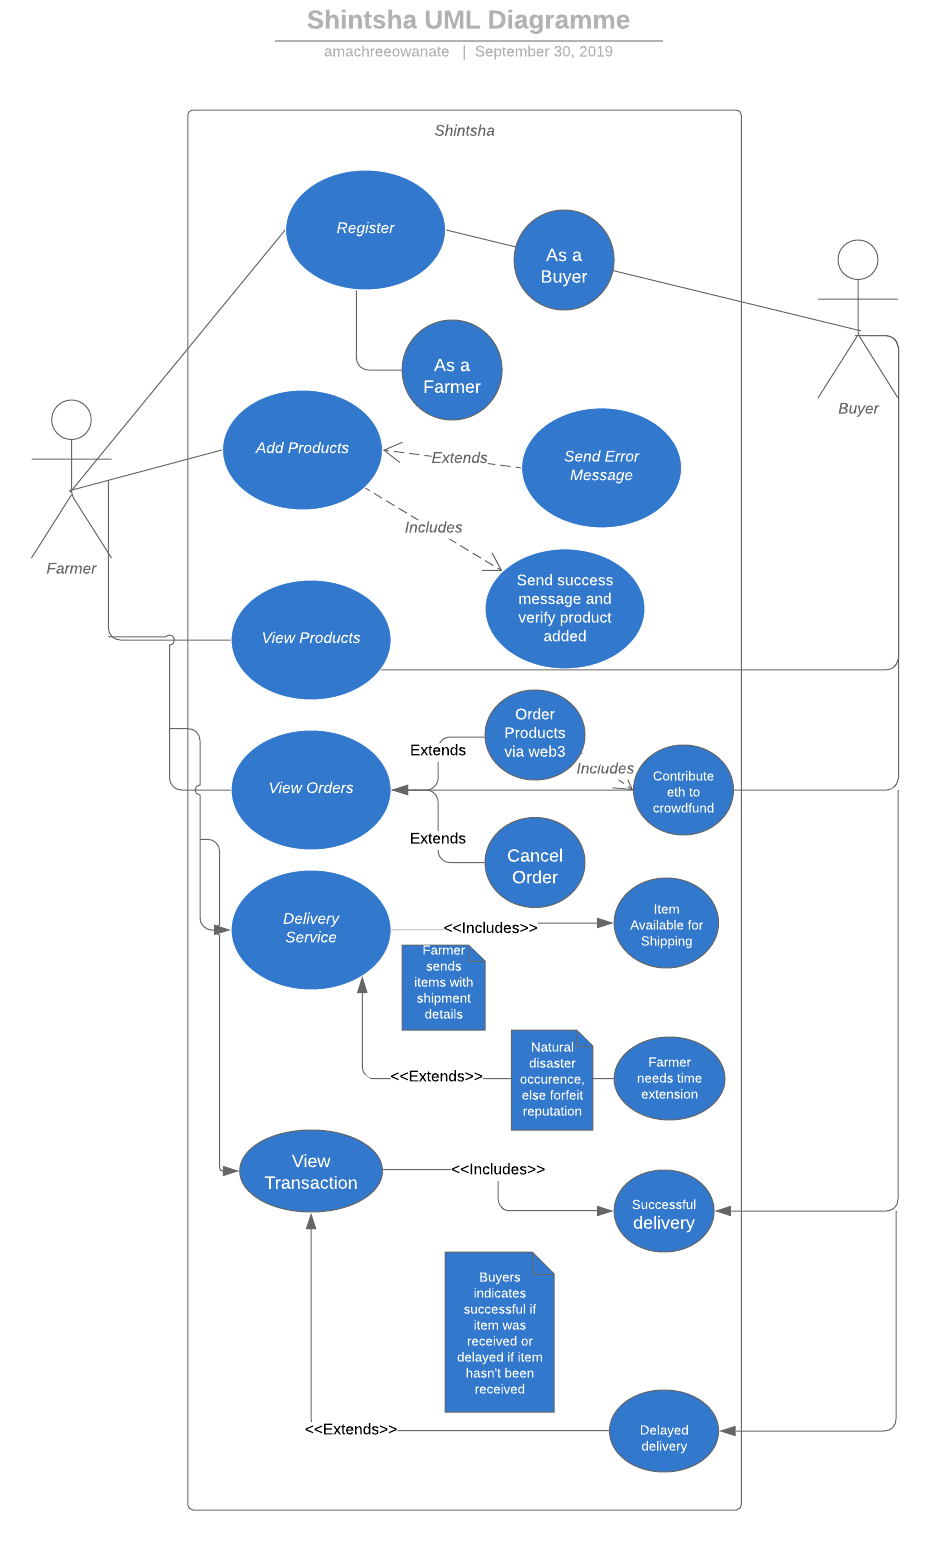 Shintsha UML Diagramme
amachreeowanate | September 30, 2019
Shintsha
Register
As a
Buyer
As a
Farmer
Buyer
Add Products
Extends
Send Error
Message
Includes
Farmer
Send success
message and
verify product
added
View Products
Order
Products
via web3
Extends
Includes
Contribute
eth to
crowdfund
View Orders
Extends
Cancel
Order
Delivery
Service
<<Includes>>
Item
Available for
Shipping
Farmer
sends
items with
shipment
details
<<Extends>>
Natural
disaster
occurence,
else forfeit
reputation
Farmer
needs time
extension
View
Transaction
<<Includes>>
Successful
delivery
Buyers
indicates
successful if
item was
received or
delayed if item
hasn't been
received
<<Extends>>
Delayed
delivery